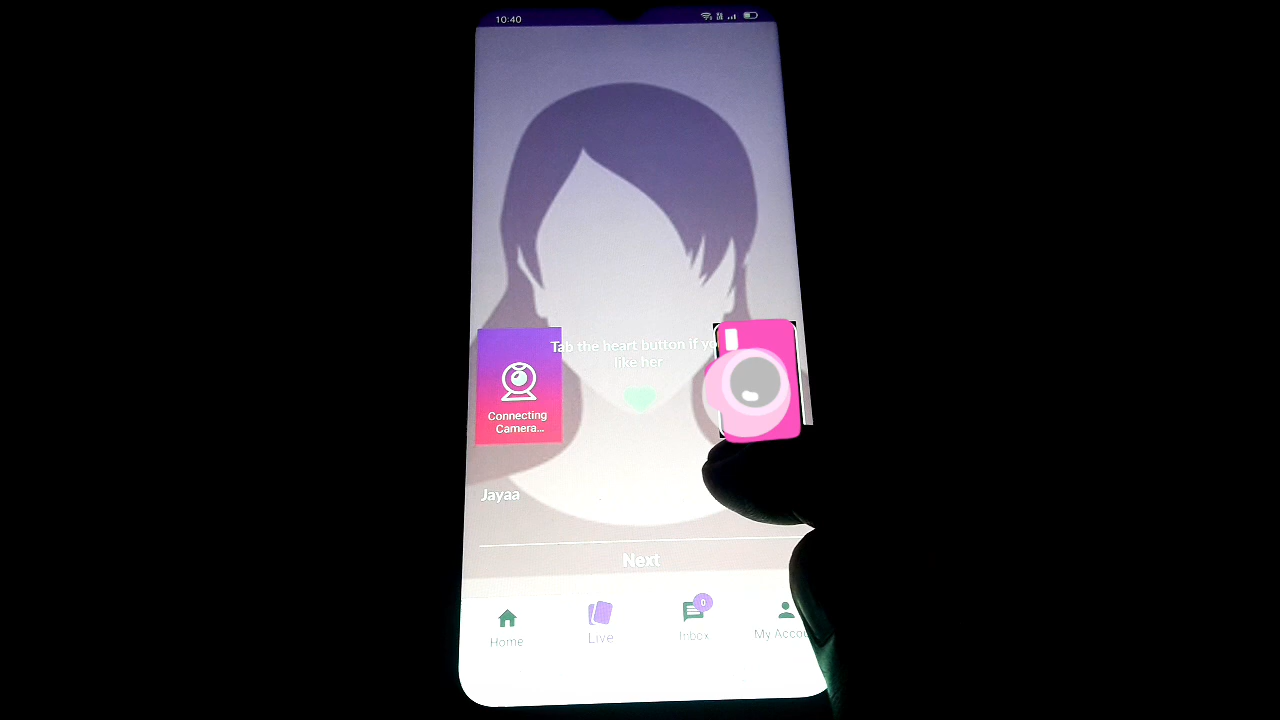 10:40
Tab the heart button if yo
like her
Connecting
Camera...
Jayaa
Next
0
Home
Live
Inbox
My Accou